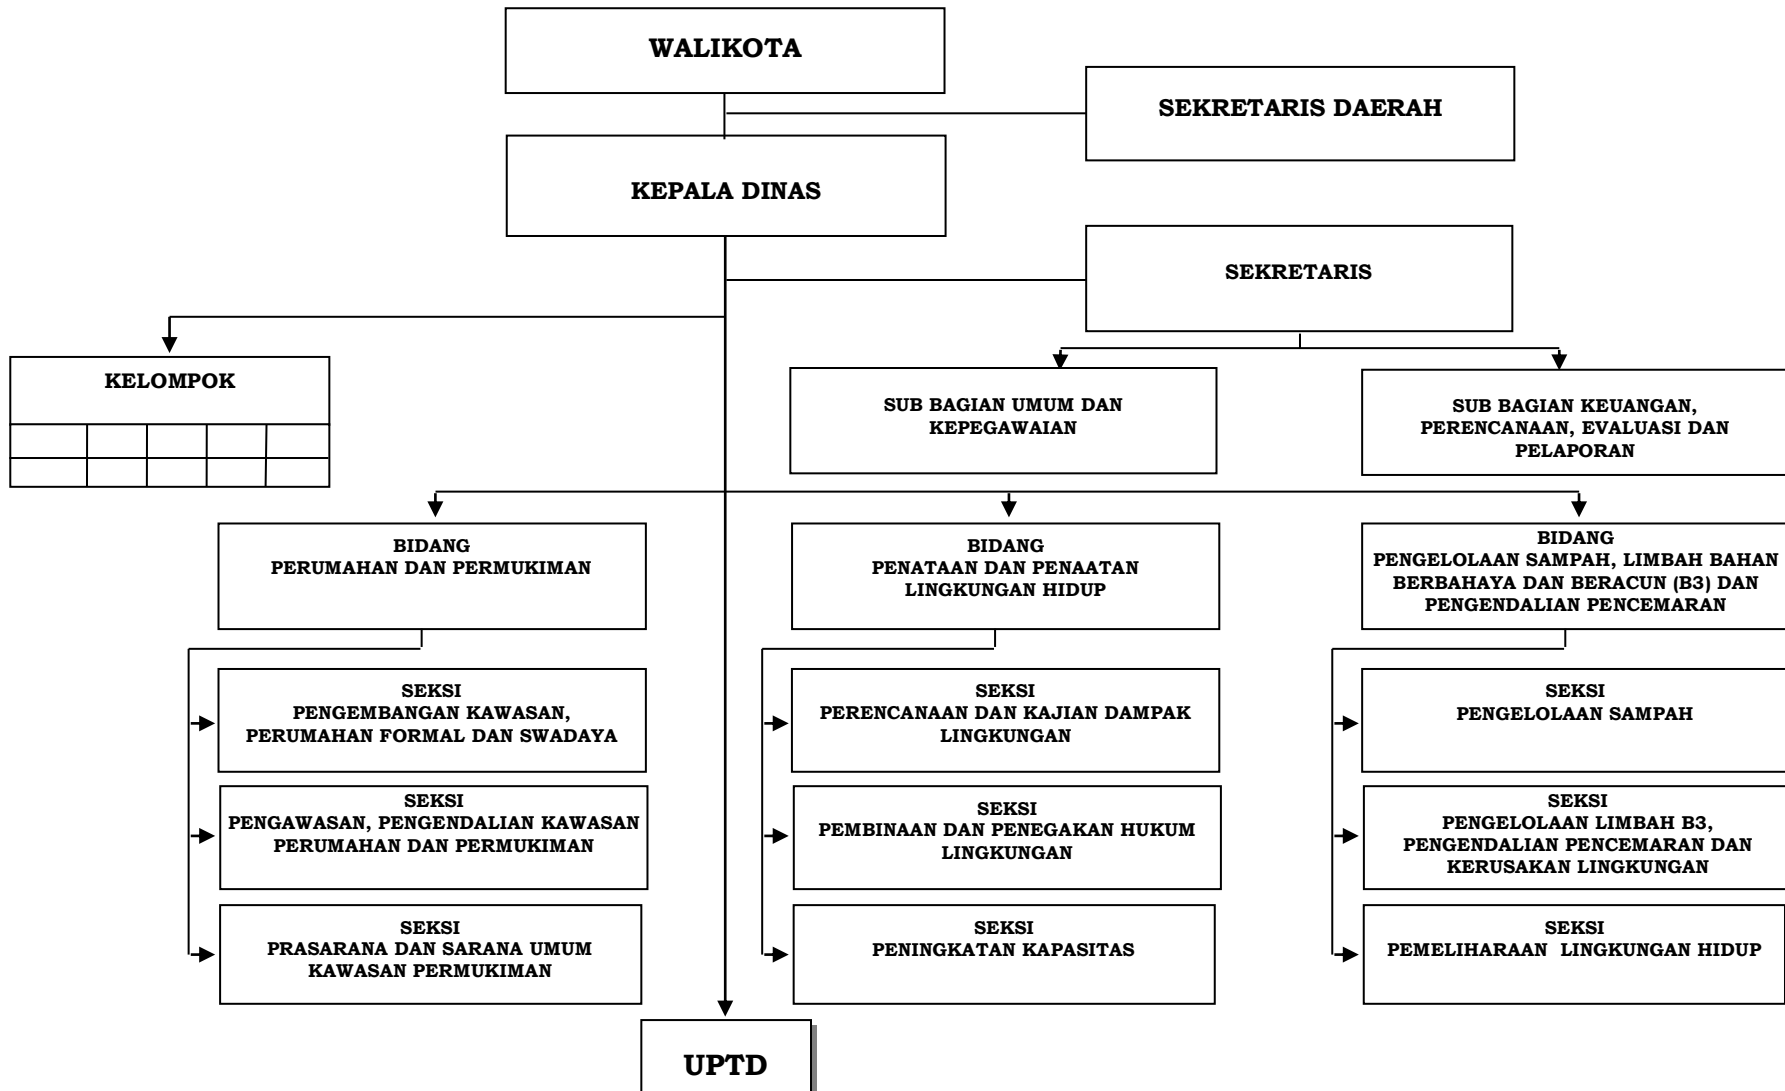 WALIKOTA
SEKRETARIS DAERAH
KEPALA DINAS
SEKRETARIS
KELOMPOK
SUB BAGIAN UMUM DAN
KEPEGAWAIAN
SUB BAGIAN KEUANGAN,
PERENCANAAN, EVALUASI DAN
PELAPORAN
BIDANG
PERUMAHAN DAN PERMUKIMAN
BIDANG
PENATAAN DAN PENAATAN
LINGKUNGAN HIDUP
BIDANG
PENGELOLAAN SAMPAH, LIMBAH BAHAN
BERBAHAYA DAN BERACUN (B3) DAN
PENGENDALIAN PENCEMARAN
SEKSI
PENGEMBANGAN KAWASAN,
PERUMAHAN FORMAL DAN SWADAYA
SEKSI
PERENCANAAN DAN KAJIAN DAMPAK
LINGKUNGAN
SEKSI
PENGELOLAAN SAMPAH
SEKSI
PENGAWASAN, PENGENDALIAN KAWASAN
PERUMAHAN DAN PERMUKIMAN
SEKSI
PEMBINAAN DAN PENEGAKAN HUKUM
LINGKUNGAN
SEKSI
PENGELOLAAN LIMBAH B3,
PENGENDALIAN PENCEMARAN DAN
KERUSAKAN LINGKUNGAN
SEKSI
PRASARANA DAN SARANA UMUM
KAWASAN PERMUKIMAN
SEKSI
PENINGKATAN KAPASITAS
SEKSI
PEMELIHARAAN LINGKUNGAN HIDUP
UPTD